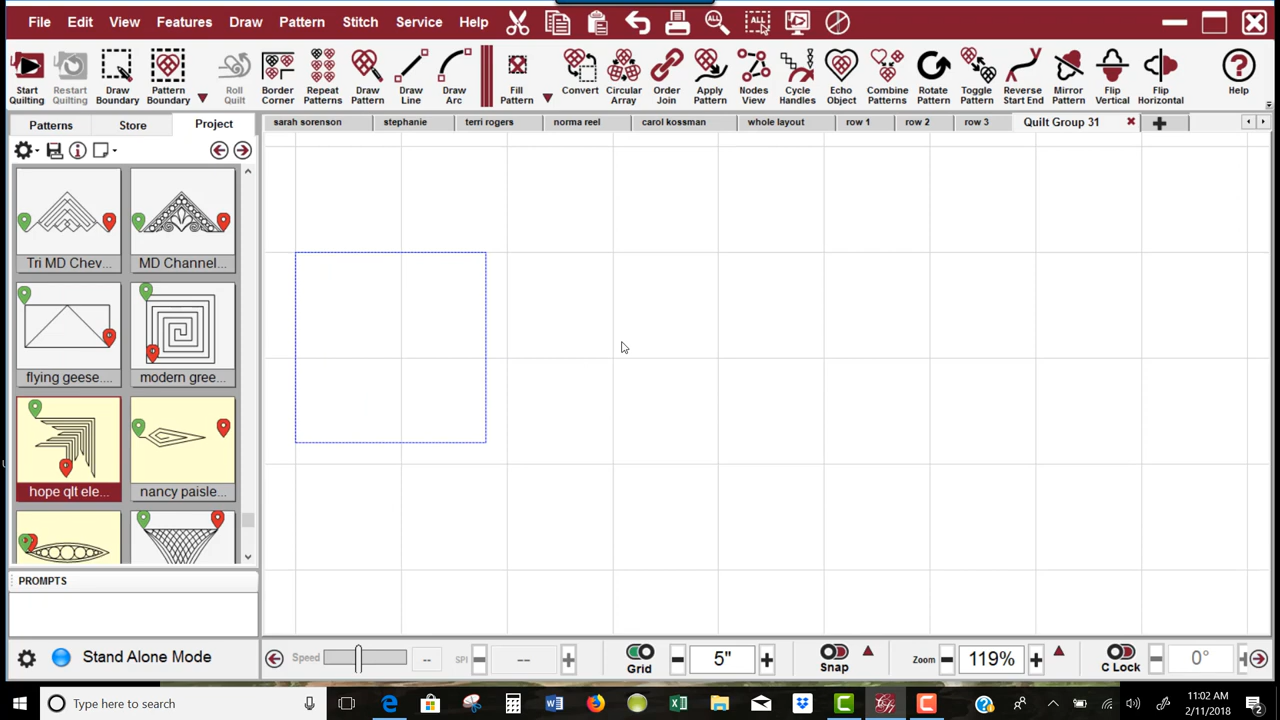 File Edit View Features Draw Pattern Stitch Service Help ALL ALL
Start Quilting Restart Quilting Draw Boundary Pattern Boundary Roll Quilt Border Corner Repeat Patterns Draw Pattern Draw Line Draw Arc Fill Pattern Convert Circular Array Order Join Apply Pattern Nodes View Cycle Handles Echo Object Combine Patterns Rotate Pattern Toggle Pattern Reverse Start End Mirror Pattern Flip Vertical Flip Horizontal Help
Patterns Store Project
sarah sorenson stephanie terri rogers norma reel carol kossman whole layout row 1 row 2 row 3 Quilt Group 31
Tri MD Chev... MD Channel...
flying geese.... modern gree...
hope qlt ele... nancy paisle...
PROMPTS
Stand Alone Mode
Speed -- SPI -- Grid 5" Snap Zoom 119% C Lock 0°
Type here to search
11:02 AM
2/11/2018
2